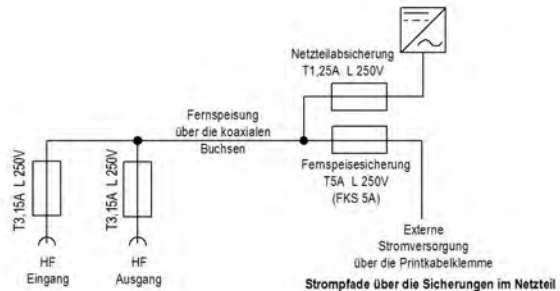 Netzteilabsicherung
T1,25A L 250V
Fernspeisung
über die koaxialen
Buchsen
Fernspeisesicherung
T5A L 250V
(FKS 5A)
T3,15A L 250V
T3,15A L 250V
HF
Eingang
HF
Ausgang
Externe
Stromversorgung
über die Printkabelklemme
Strompfade über die Sicherungen im Netzteil